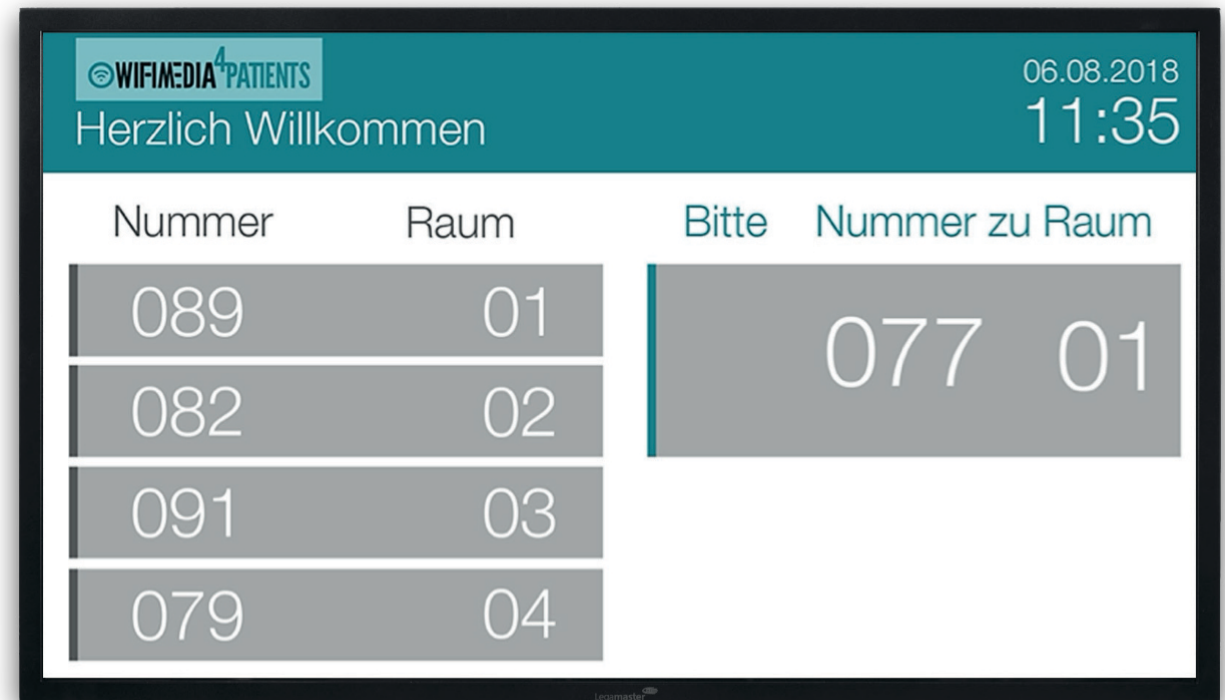 WIFIMEDIA4PATIENTS
Herzlich Willkommen
06.08.2018
11:35
Nummer Raum
089 01
082 02
091 03
079 04
Bitte Nummer zu Raum
077 01
Legamaster